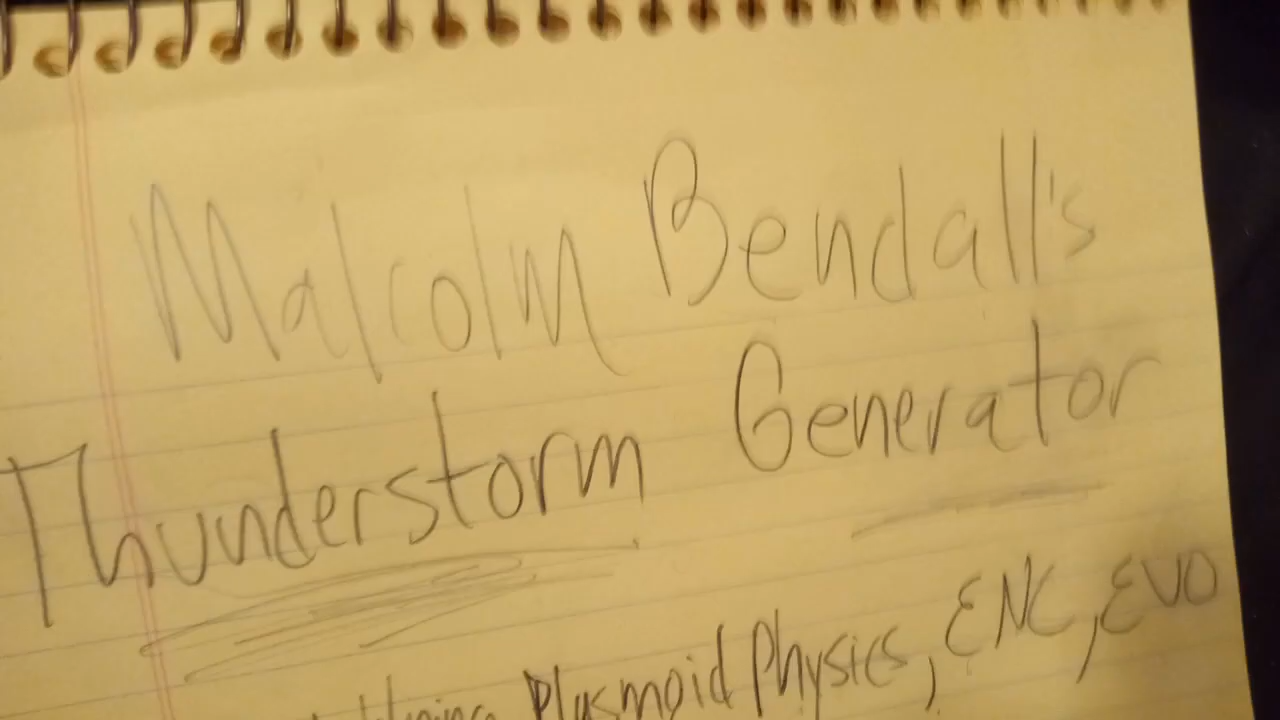 Malcolm Bendall's
Thunderstorm Generator
Plasmoid Physics, ENC, EVO